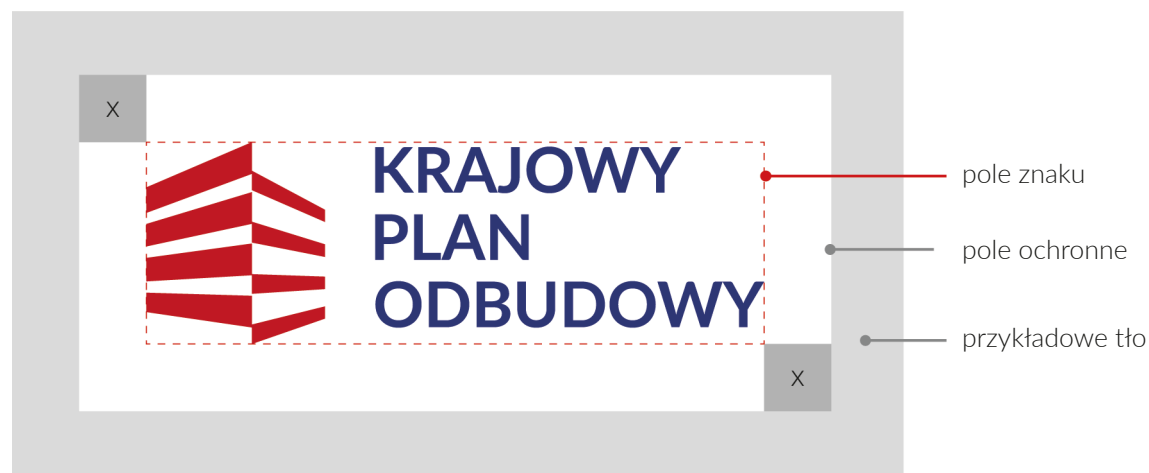 X
KRAJOWY
PLAN
ODBUDOWY
X
pole znaku
pole ochronne
przykładowe tło